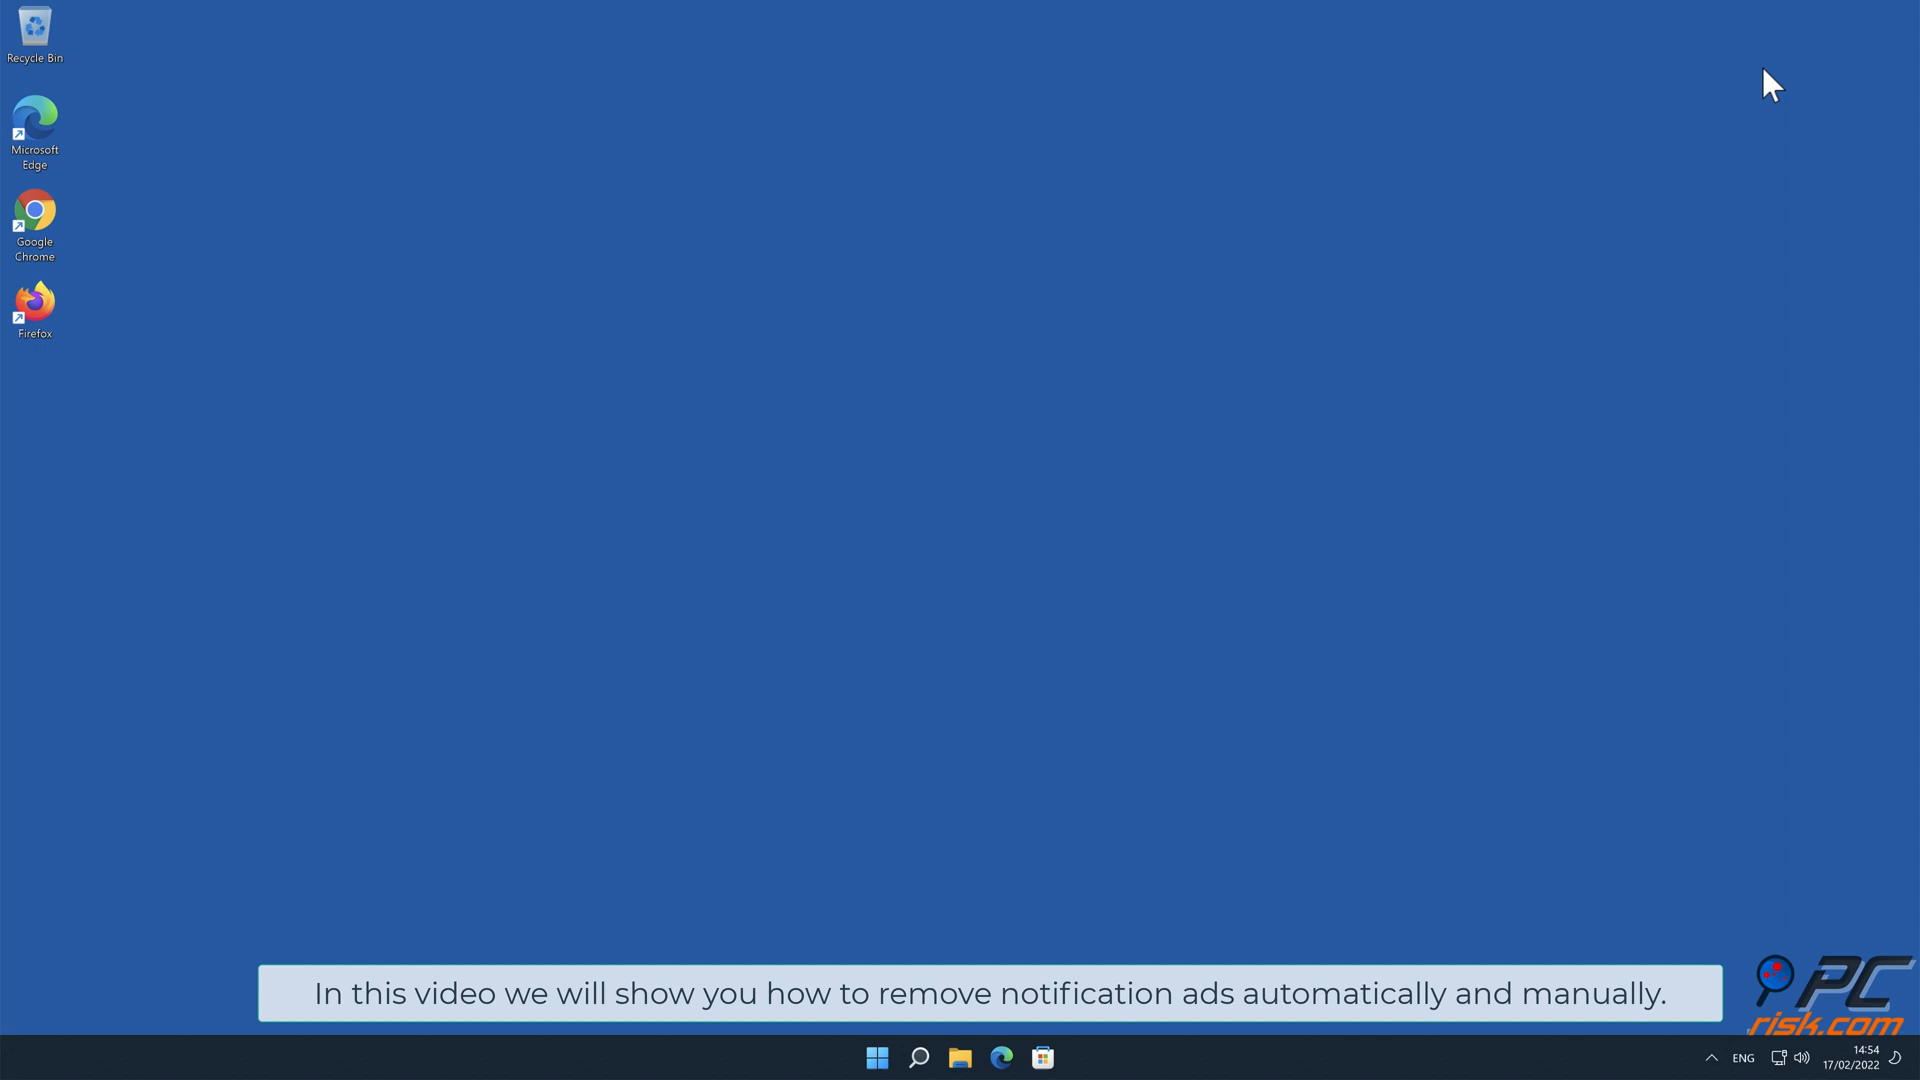 Recycle Bin
Microsoft
Edge
Google
Chrome
Firefox
In this video we will show you how to remove notification ads automatically and manually.
PC
risk.com
ENG
14:54
17/02/2022